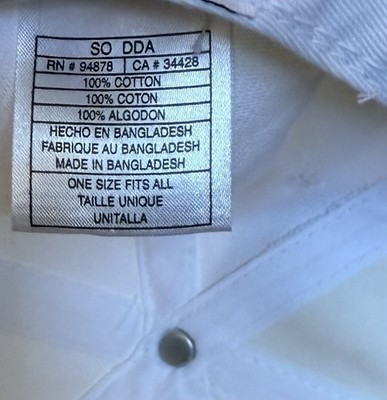 SO DDA
RN # 94878 CA # 34428
100% COTTON
100% COTON
100% ALGODON
HECHO EN BANGLADESH
FABRIQUE AU BANGLADESH
MADE IN BANGLADESH
ONE SIZE FITS ALL
TAILLE UNIQUE
UNITALLA